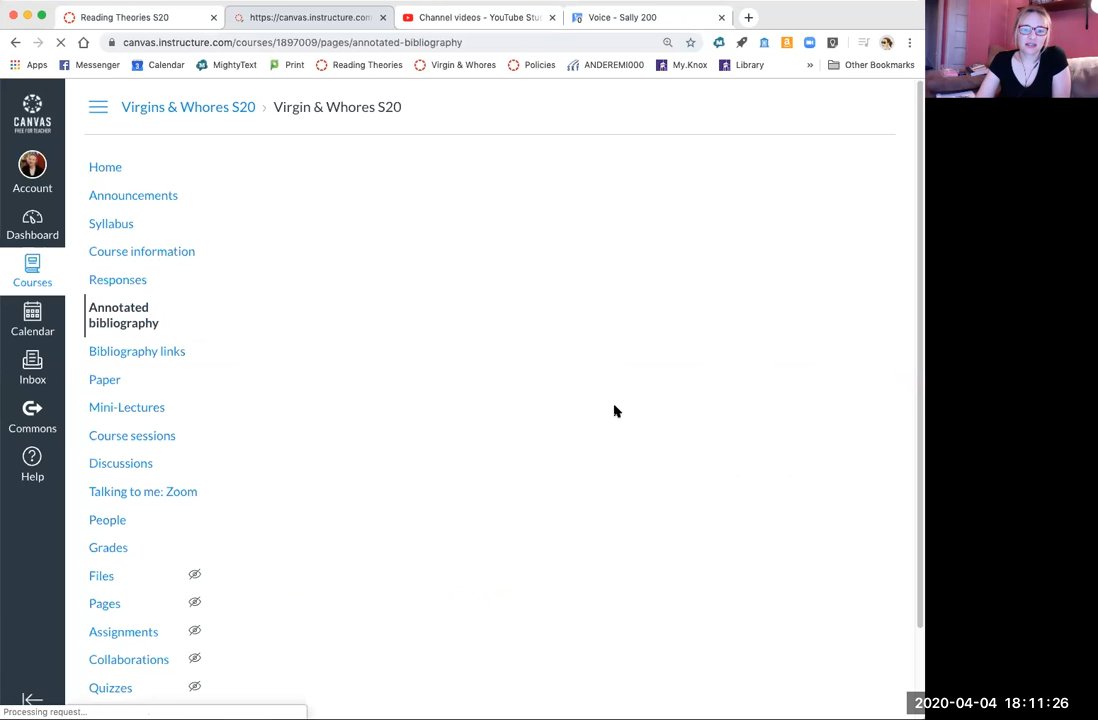 Reading Theories S20
https://canvas.instructure.com
Channel videos - YouTube Stu
Voice - Sally 200
canvas.instructure.com/courses/1897009/pages/annotated-bibliography
Apps
Messenger
Calendar
MightyText
Print
Reading Theories
Virgin & Whores
Policies
ANDEREMI000
My.Knox
Library
»
Other Bookmarks
CANVAS
FREE FOR TEACHER
Account
Dashboard
Courses
Calendar
Inbox
Commons
Help
Virgins & Whores S20 › Virgin & Whores S20
Home
Announcements
Syllabus
Course information
Responses
Annotated
bibliography
Bibliography links
Paper
Mini-Lectures
Course sessions
Discussions
Talking to me: Zoom
People
Grades
Files
Pages
Assignments
Collaborations
Quizzes
Processing request...
2020-04-04 18:11:26